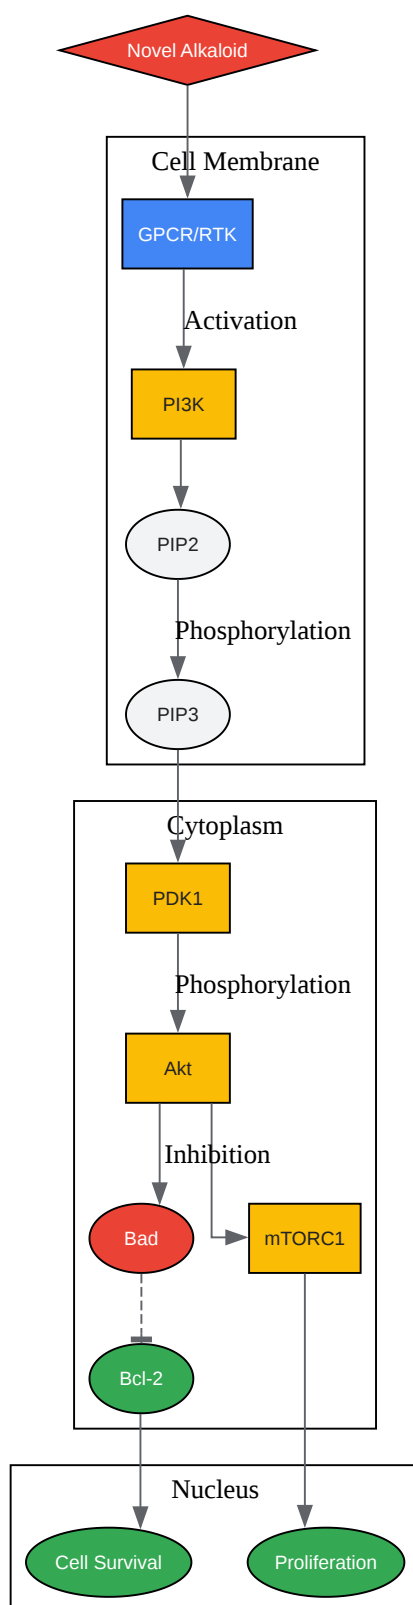 Novel Alkaloid
Cell Membrane
GPCR/RTK
Activation
PI3K
PIP2
Phosphorylation
PIP3
Cytoplasm
PDK1
Phosphorylation
Akt
Inhibition
Bad
mTORC1
Bcl-2
Nucleus
Cell Survival
Proliferation